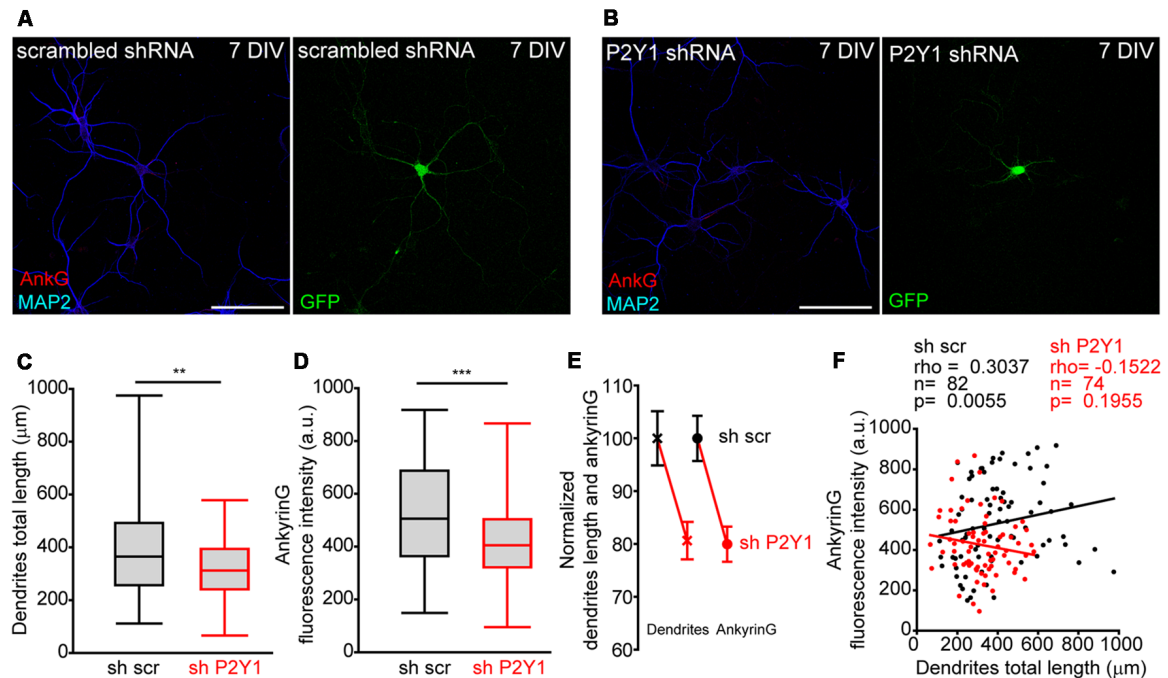 A
B
scrambled shRNA 7 DIV
scrambled shRNA 7 DIV
P2Y1 shRNA 7 DIV
P2Y1 shRNA 7 DIV
AnkG
MAP2
GFP
AnkG
MAP2
GFP
C
**
Dendrites total length (μm)
1000
800
600
400
200
0
sh scr
sh P2Y1
D
***
AnkyrinG
fluorescence intensity (a.u.)
1000
800
600
400
200
0
sh scr
sh P2Y1
E
Normalized
dendrites length and ankyrinG
110
100
90
80
70
60
sh scr
sh P2Y1
Dendrites AnkyrinG
F
sh scr
rho = 0.3037
n= 82
p= 0.0055
sh P2Y1
rho= -0.1522
n= 74
p= 0.1955
AnkyrinG
fluorescence intensity (a.u.)
1000
800
600
400
200
0
0 200 400 600 800 1000
Dendrites total length (μm)